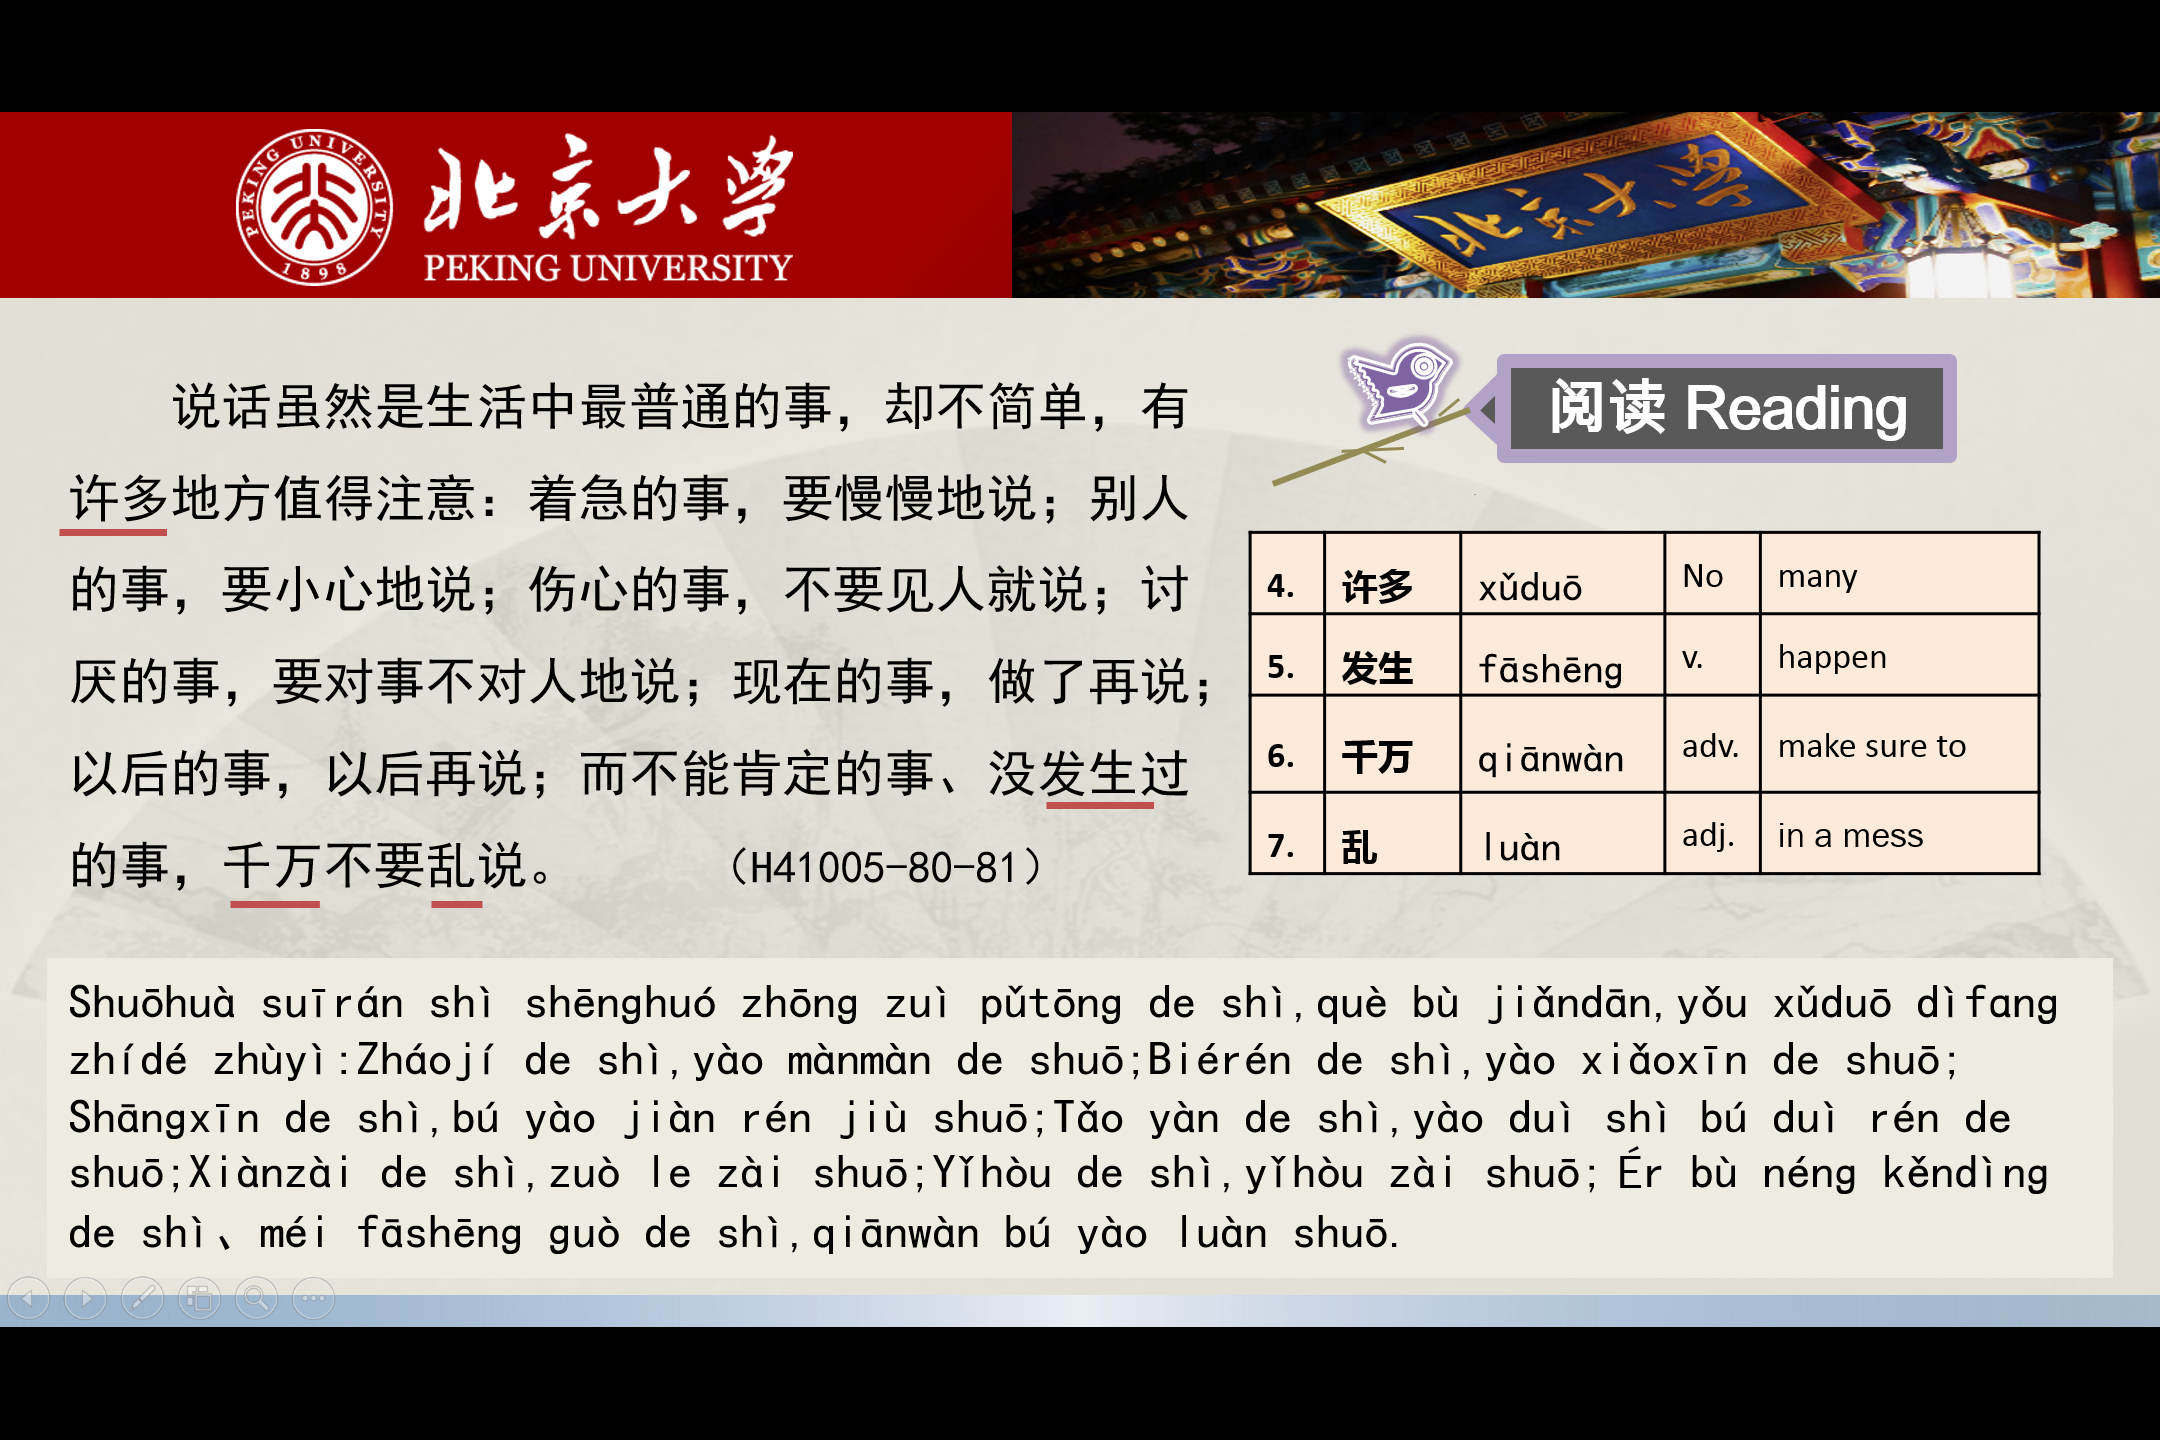 PEKING UNIVERSITY
1898
北京大学
PEKING UNIVERSITY
北京大学
阅读 Reading
说话虽然是生活中最普通的事，却不简单，有
许多地方值得注意：着急的事，要慢慢地说；别人
的事，要小心地说；伤心的事，不要见人就说；讨
厌的事，要对事不对人地说；现在的事，做了再说；
以后的事，以后再说；而不能肯定的事、没发生过
的事，千万不要乱说。 （H41005-80-81）
4. 许多 xǔduō No many
5. 发生 fāshēng v. happen
6. 千万 qiānwàn adv. make sure to
7. 乱 luàn adj. in a mess
Shuōhuà suīrán shì shēnghuó zhōng zuì pǔtōng de shì,què bù jiǎndān,yǒu xǔduō dìfang
zhídé zhùyì:Zháojí de shì,yào mànmàn de shuō;Biérén de shì,yào xiǎoxīn de shuō;
Shāngxīn de shì,bú yào jiàn rén jiù shuō;Tǎo yàn de shì,yào duì shì bú duì rén de
shuō;Xiànzài de shì,zuò le zài shuō;Yǐhòu de shì,yǐhòu zài shuō; Ér bù néng kěndìng
de shì、méi fāshēng guò de shì,qiānwàn bú yào luàn shuō.